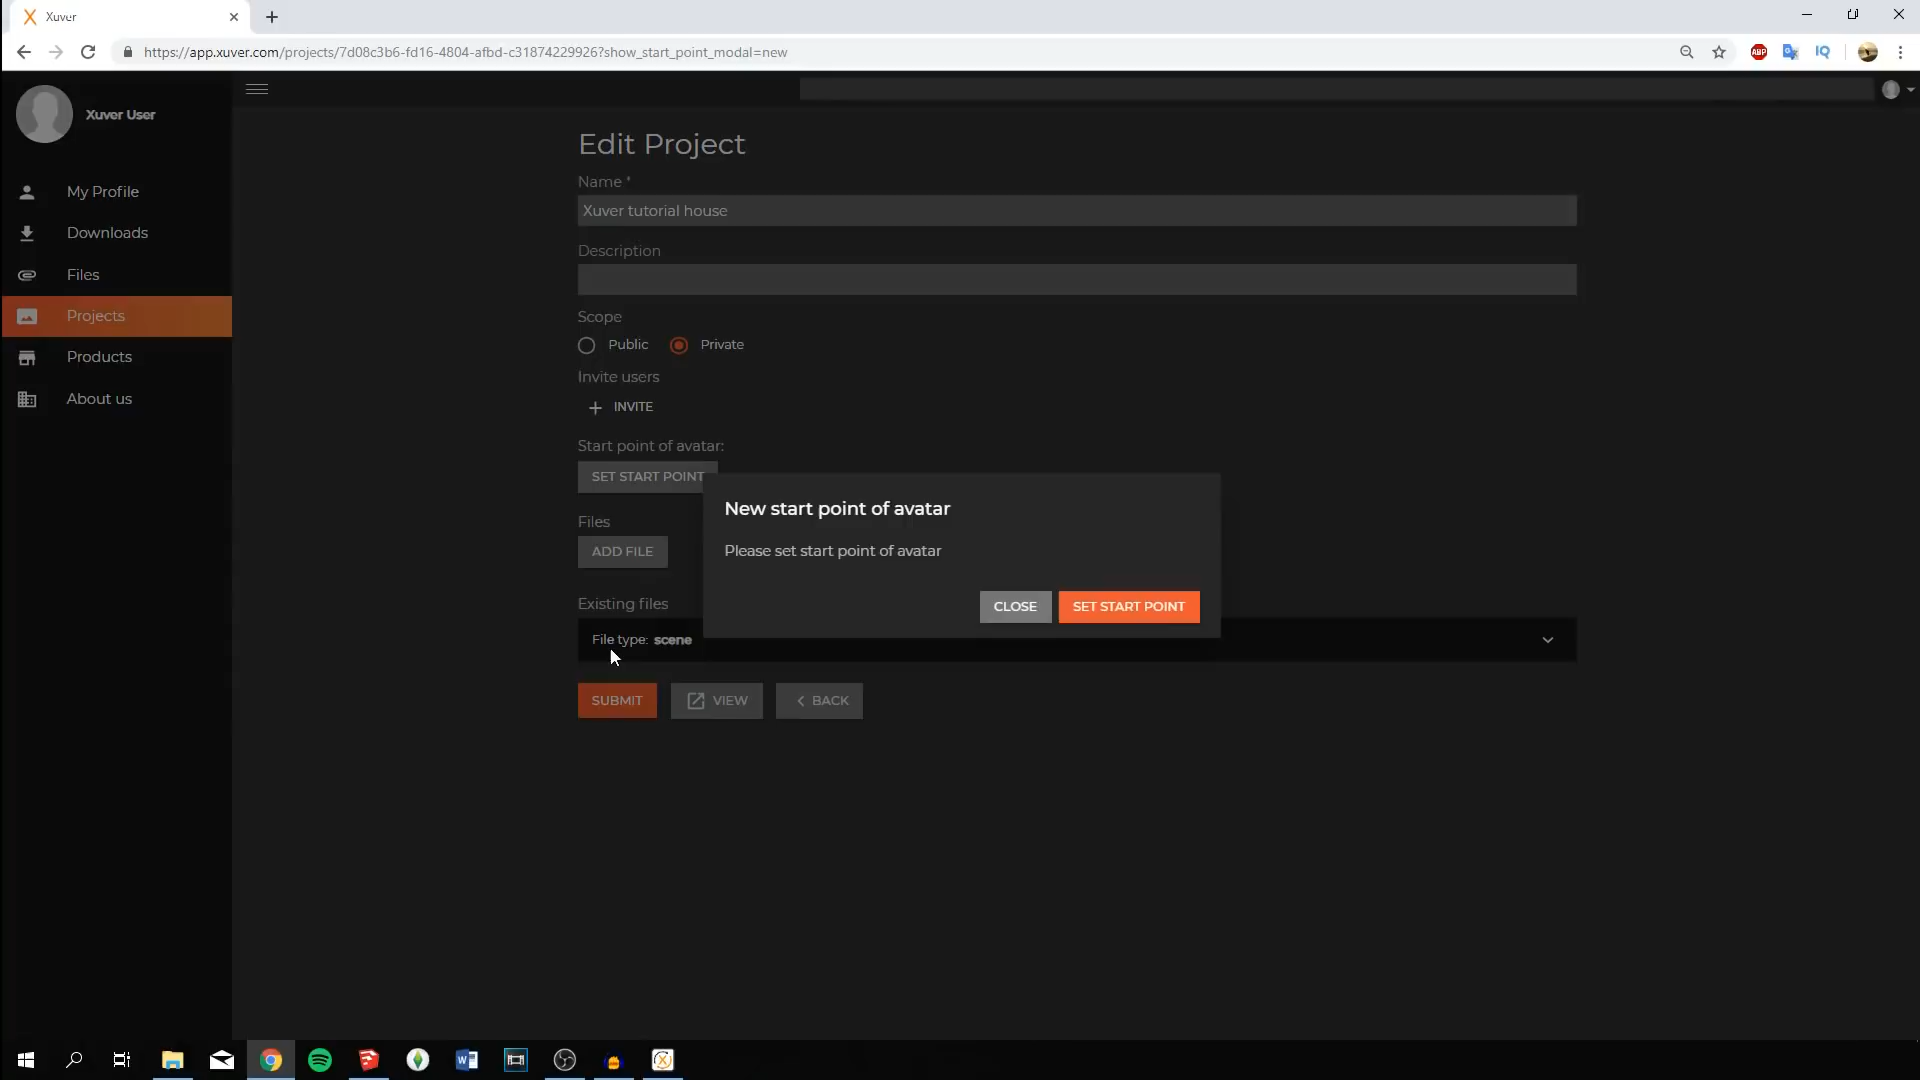 Xuver
https://app.xuver.com/projects/7d08c3b6-fd16-4804-afbd-c31874229926?show_start_point_modal=new
ABP
IQ
Xuver User
My Profile
Downloads
Files
Projects
Products
About us
Edit Project
Name *
Xuver tutorial house
Description
Scope
Public
Private
Invite users
INVITE
Start point of avatar:
SET START POINT
New start point of avatar
Please set start point of avatar
CLOSE
SET START POINT
Files
ADD FILE
Existing files
File type: scene
SUBMIT
VIEW
BACK